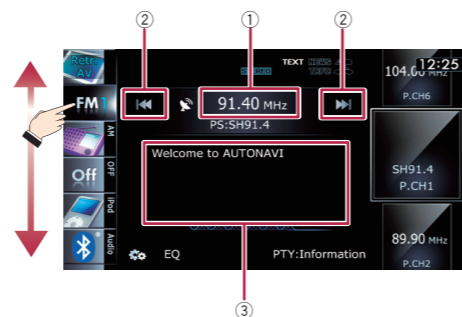 ② ① ②
Retro
AV
STEREO TEXT NEWS
TRFC
12:25
104.00 MHz
P.CH6
FM1
91.40 MHz
PS:SH91.4
AM
Welcome to AUTONAVI
Off
OFF
SH91.4
P.CH1
iPod
Audio
89.90 MHz
P.CH2
EQ
PTY:Information
③